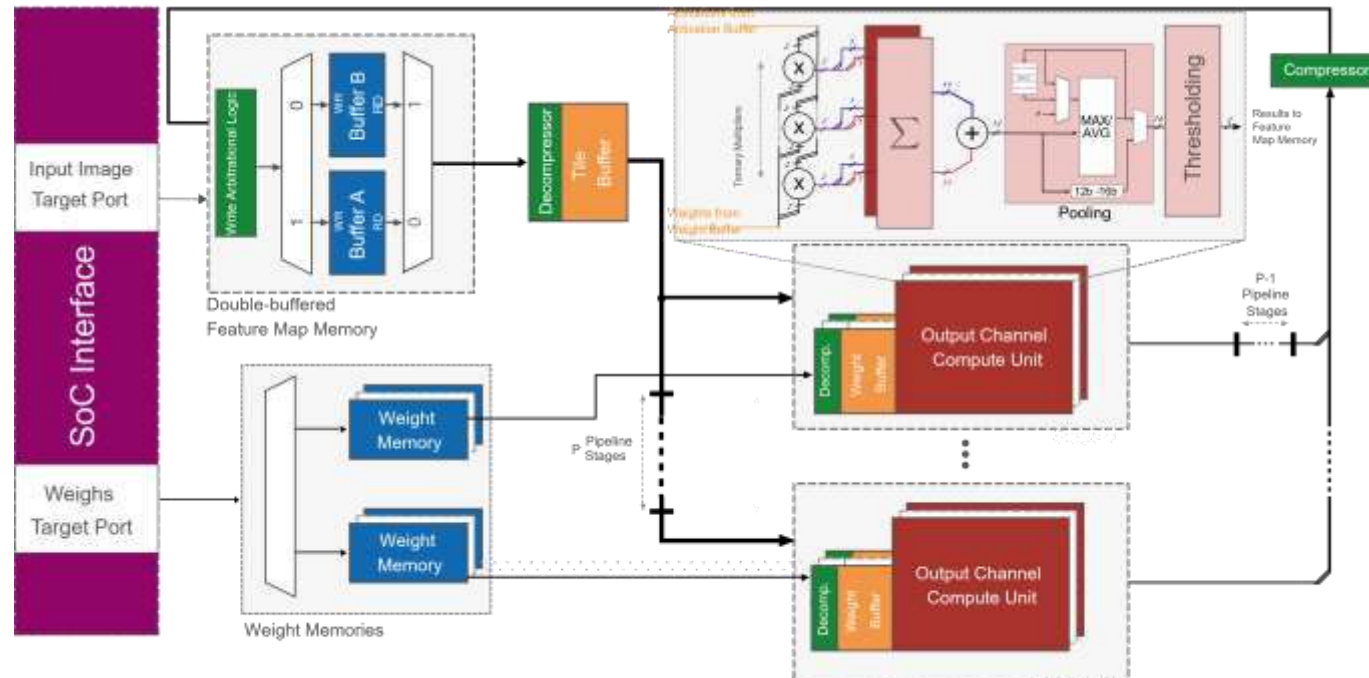 Input Image
Target Port
SoC Interface
Weighs
Target Port
Write Arbitrational Logic
0
1
WR
Buffer B
RD
WR
Buffer A
RD
1
0
Double-buffered
Feature Map Memory
Decompressor
Tile
Buffer
Activation Buffer
Ternary Multipliers
X
X
X
Weights from
Weight Buffer
Σ
+
MAX/
AVG
12b -16b
Pooling
Thresholding
Results to
Feature
Map Memory
Compressor
P-1
Pipeline
Stages
Decomp.
Weight
Buffer
Output Channel
Compute Unit
Weight
Memory
P Pipeline
Stages
Weight
Memory
Weight Memories
Decomp.
Weight
Buffer
Output Channel
Compute Unit